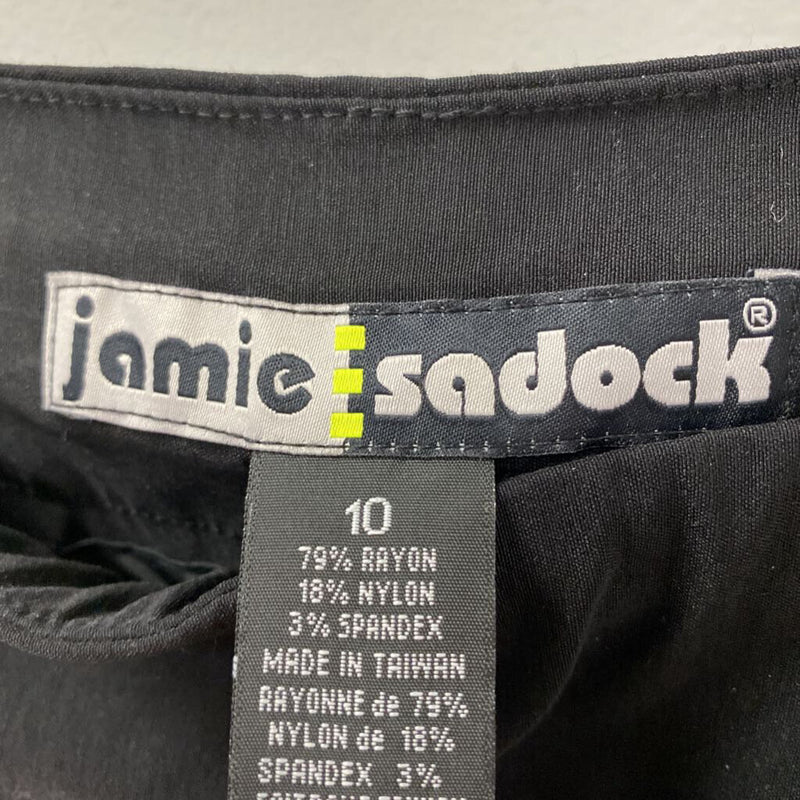 jamie sadock®
10
79% RAYON
18% NYLON
3% SPANDEX
MADE IN TAIWAN
RAYONNE de 79%
NYLON de 18%
SPANDEX 3%